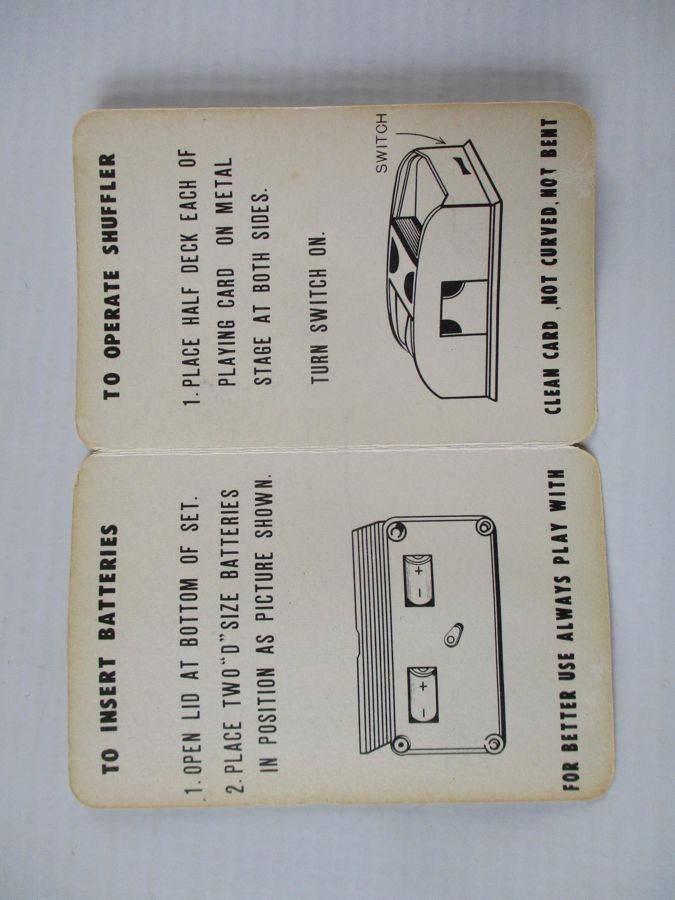 TO INSERT BATTERIES
1. OPEN LID AT BOTTOM OF SET.
2. PLACE TWO "D" SIZE BATTERIES
IN POSITION AS PICTURE SHOWN.
- +
- +
FOR BETTER USE ALWAYS PLAY WITH
TO OPERATE SHUFFLER
1. PLACE HALF DECK EACH OF
PLAYING CARD ON METAL
STAGE AT BOTH SIDES.
TURN SWITCH ON.
SWITCH
CLEAN CARD ,NOT CURVED, NOT BENT